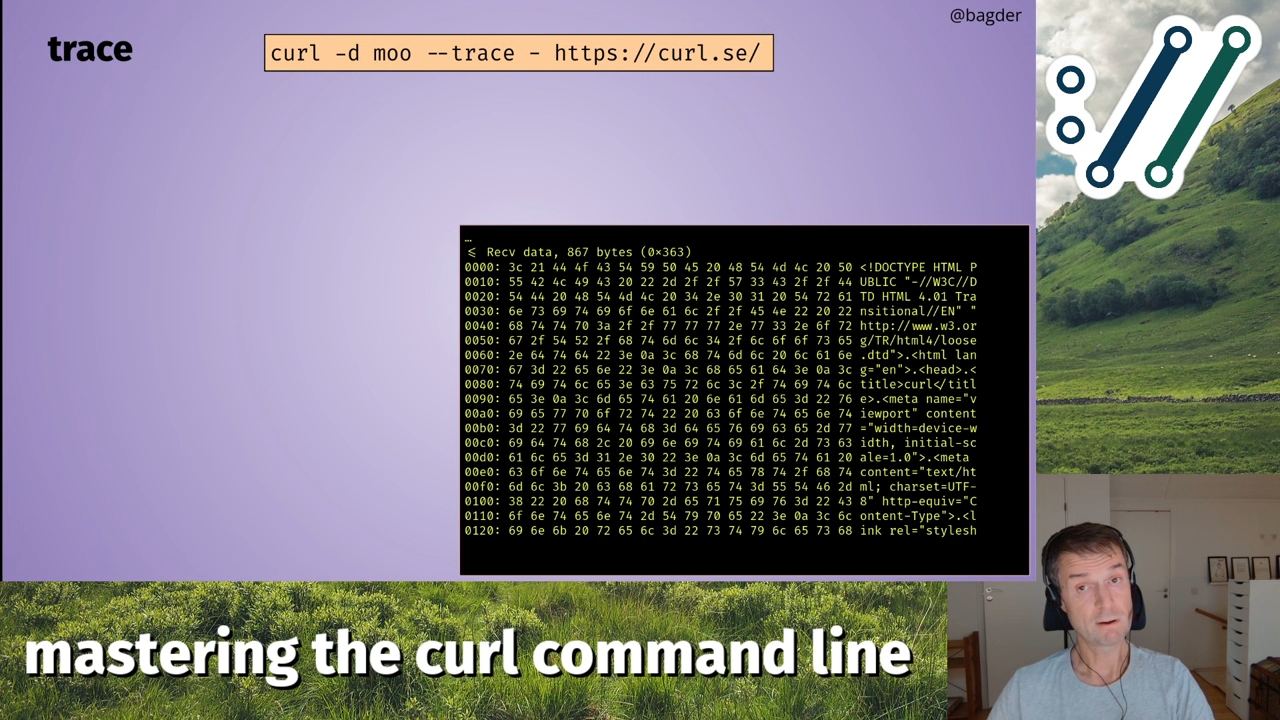 @bagder
trace
curl -d moo --trace - https://curl.se/
…
<= Recv data, 867 bytes (0x363)
0000: 3c 21 44 4f 43 54 59 50 45 20 48 54 4d 4c 20 50 <!DOCTYPE HTML P
0010: 55 42 4c 49 43 20 22 2d 2f 2f 57 33 43 2f 2f 44 UBLIC "-//W3C//D
0020: 54 44 20 48 54 4d 4c 20 34 2e 30 31 20 54 72 61 TD HTML 4.01 Tra
0030: 6e 73 69 74 69 6f 6e 61 6c 2f 2f 45 4e 22 20 22 nsitional//EN" "
0040: 68 74 74 70 3a 2f 2f 77 77 77 2e 77 33 2e 6f 72 http://www.w3.or
0050: 67 2f 54 52 2f 68 74 6d 6c 34 2f 6c 6f 6f 73 65 g/TR/html4/loose
0060: 2e 64 74 64 22 3e 0a 3c 68 74 6d 6c 20 6c 61 6e .dtd">.<html lan
0070: 67 3d 22 65 6e 22 3e 0a 3c 68 65 61 64 3e 0a 3c g="en">.<head>.<
0080: 74 69 74 6c 65 3e 63 75 72 6c 3c 2f 74 69 74 6c title>curl</titl
0090: 65 3e 0a 3c 6d 65 74 61 20 6e 61 6d 65 3d 22 76 e>.<meta name="v
00a0: 69 65 77 70 6f 72 74 22 20 63 6f 6e 74 65 6e 74 iewport" content
00b0: 3d 22 77 69 64 74 68 3d 64 65 76 69 63 65 2d 77 ="width=device-w
00c0: 69 64 74 68 2c 20 69 6e 69 74 69 61 6c 2d 73 63 idth, initial-sc
00d0: 61 6c 65 3d 31 2e 30 22 3e 0a 3c 6d 65 74 61 20 ale=1.0">.<meta
00e0: 63 6f 6e 74 65 6e 74 3d 22 74 65 78 74 2f 68 74 content="text/ht
00f0: 6d 6c 3b 20 63 68 61 72 73 65 74 3d 55 54 46 2d ml; charset=UTF-
0100: 38 22 20 68 74 74 70 2d 65 71 75 69 76 3d 22 43 8" http-equiv="C
0110: 6f 6e 74 65 6e 74 2d 54 79 70 65 22 3e 0a 3c 6c ontent-Type">.<l
0120: 69 6e 6b 20 72 65 6c 3d 22 73 74 79 6c 65 73 68 ink rel="stylesh
mastering the curl command line